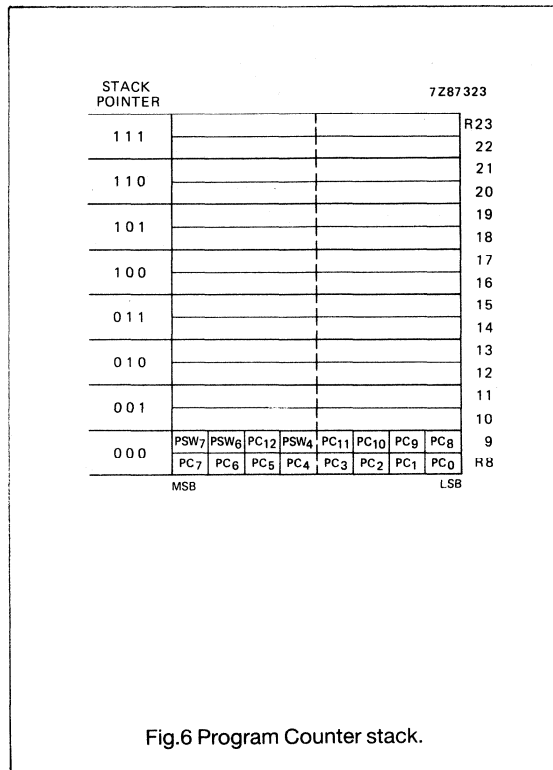 STACK
POINTER
7Z87323
111
R23
22
110
21
20
101
19
18
100
17
16
011
15
14
010
13
12
001
11
10
000
PSW7 PSW6 PC12 PSW4 PC11 PC10 PC9 PC8
9
PC7 PC6 PC5 PC4 PC3 PC2 PC1 PC0
R8
MSB
LSB
Fig.6 Program Counter stack.